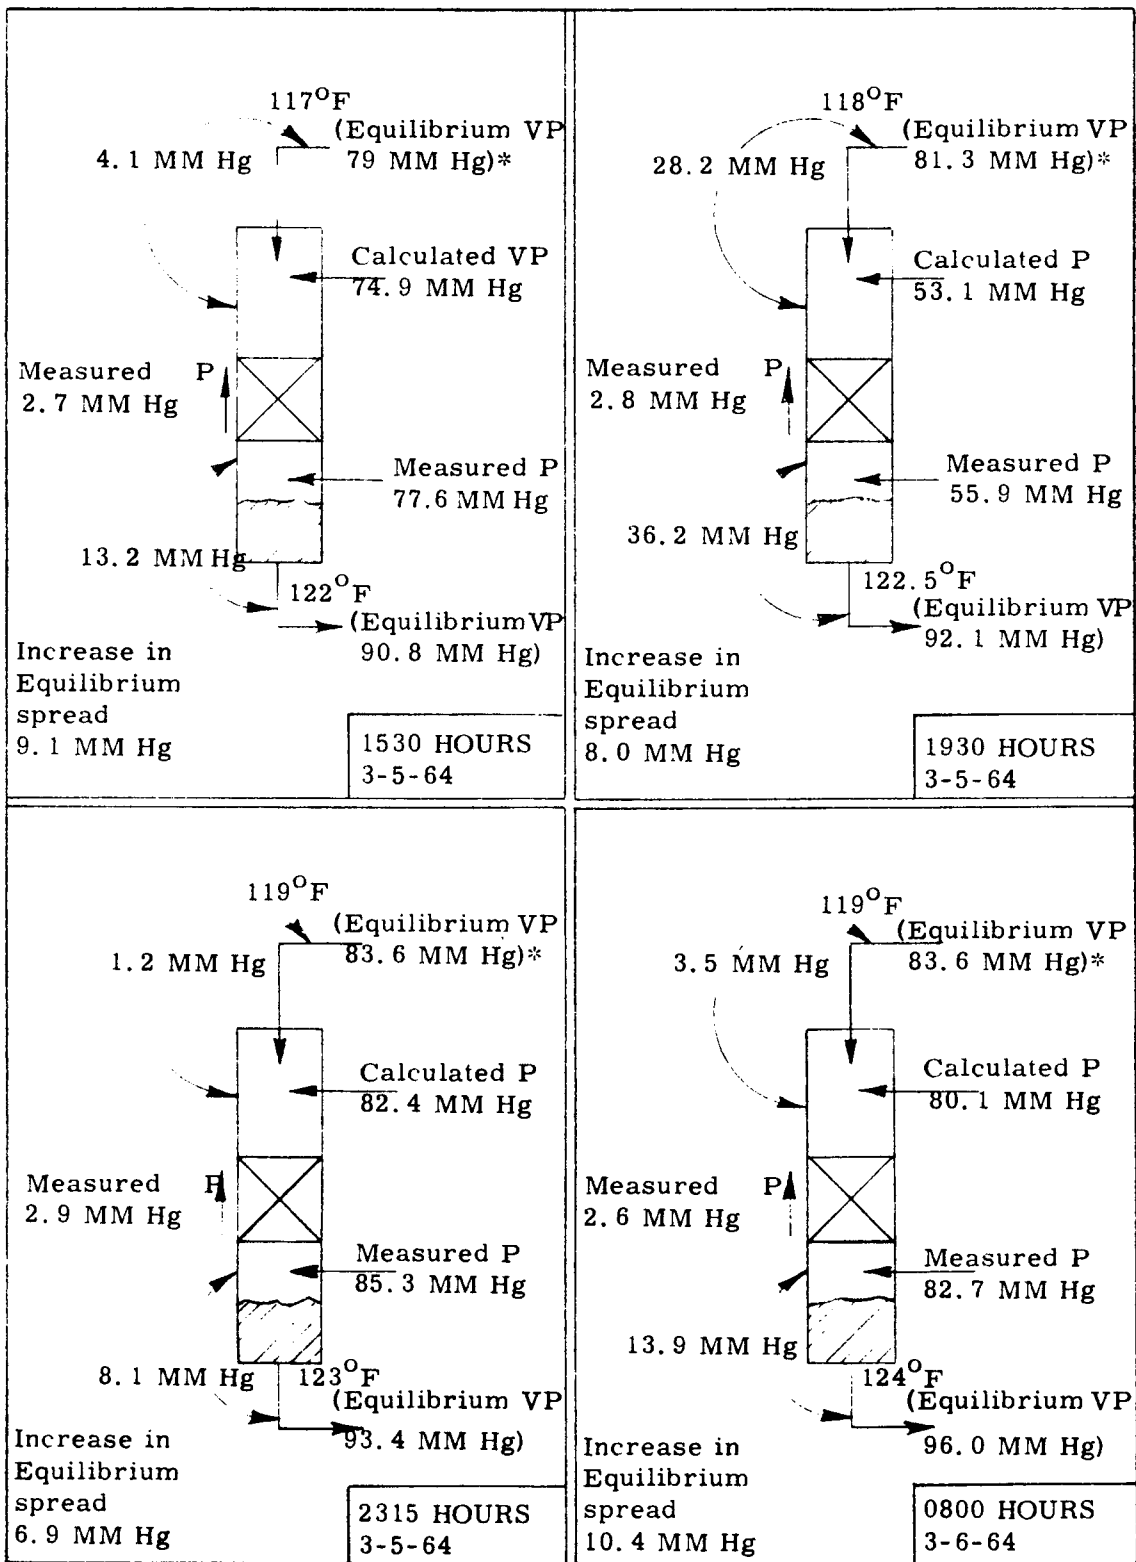 117°F
(Equilibrium VP
79 MM Hg)*
4.1 MM Hg
Calculated VP
74.9 MM Hg
Measured P
2.7 MM Hg
Measured P
77.6 MM Hg
13.2 MM Hg
122°F
(Equilibrium VP
90.8 MM Hg)
Increase in
Equilibrium
spread
9.1 MM Hg
1530 HOURS
3-5-64
118°F
(Equilibrium VP
81.3 MM Hg)*
28.2 MM Hg
Calculated P
53.1 MM Hg
Measured P
2.8 MM Hg
Measured P
55.9 MM Hg
36.2 MM Hg
122.5°F
(Equilibrium VP
92.1 MM Hg)
Increase in
Equilibrium
spread
8.0 MM Hg
1930 HOURS
3-5-64
119°F
(Equilibrium VP
83.6 MM Hg)*
1.2 MM Hg
Calculated P
82.4 MM Hg
Measured P
2.9 MM Hg
Measured P
85.3 MM Hg
8.1 MM Hg
123°F
(Equilibrium VP
93.4 MM Hg)
Increase in
Equilibrium
spread
6.9 MM Hg
2315 HOURS
3-5-64
119°F
(Equilibrium VP
83.6 MM Hg)*
3.5 MM Hg
Calculated P
80.1 MM Hg
Measured P
2.6 MM Hg
Measured P
82.7 MM Hg
13.9 MM Hg
124°F
(Equilibrium VP
96.0 MM Hg)
Increase in
Equilibrium
spread
10.4 MM Hg
0800 HOURS
3-6-64